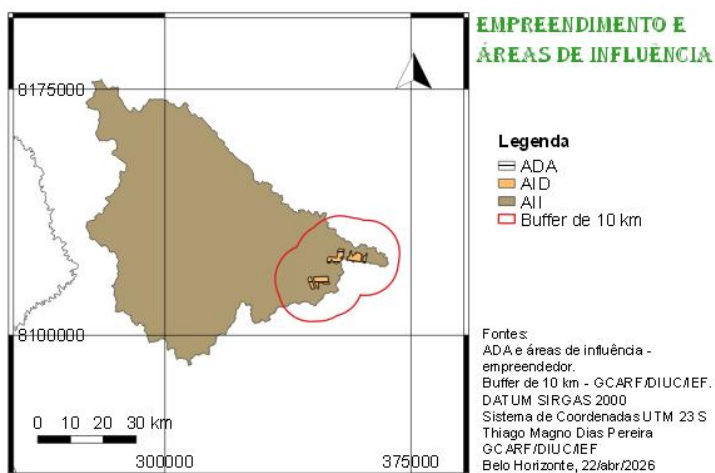 EMPREENDIMENTO E
ÁREAS DE INFLUÊNCIA
8175000
8100000
300000
375000
0 10 20 30 km
Legenda
ADA
AID
AII
Buffer de 10 km
Fontes:
ADA e áreas de influência -
empreendedor.
Buffer de 10 km - GCARF/DIUC/IEF.
DATUM SIRGAS 2000
Sistema de Coordenadas UTM 23 S
Thiago Magno Dias Pereira
GCARF/DIUC/IEF
Belo Horizonte, 22/abr/2026